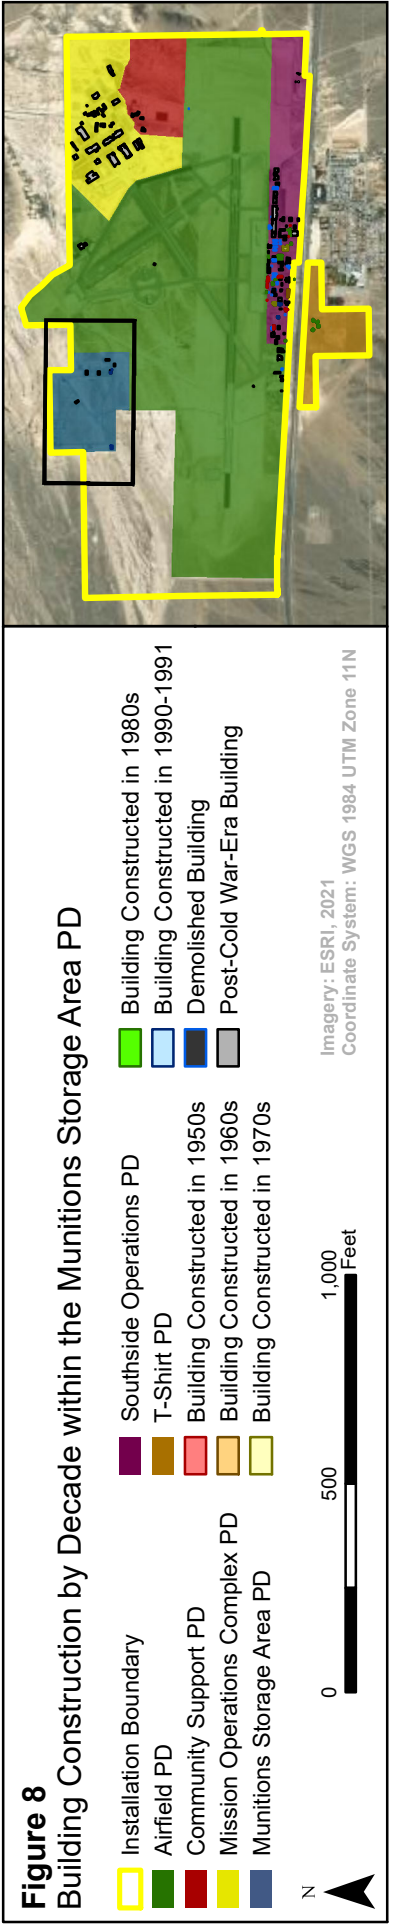 Figure 8
Building Construction by Decade within the Munitions Storage Area PD
Installation Boundary
Airfield PD
Community Support PD
Mission Operations Complex PD
Munitions Storage Area PD
Southside Operations PD
T-Shirt PD
Building Constructed in 1950s
Building Constructed in 1960s
Building Constructed in 1970s
Building Constructed in 1980s
Building Constructed in 1990-1991
Demolished Building
Post-Cold War-Era Building
N
0 500 1,000
Feet
Imagery: ESRI, 2021
Coordinate System: WGS 1984 UTM Zone 11N